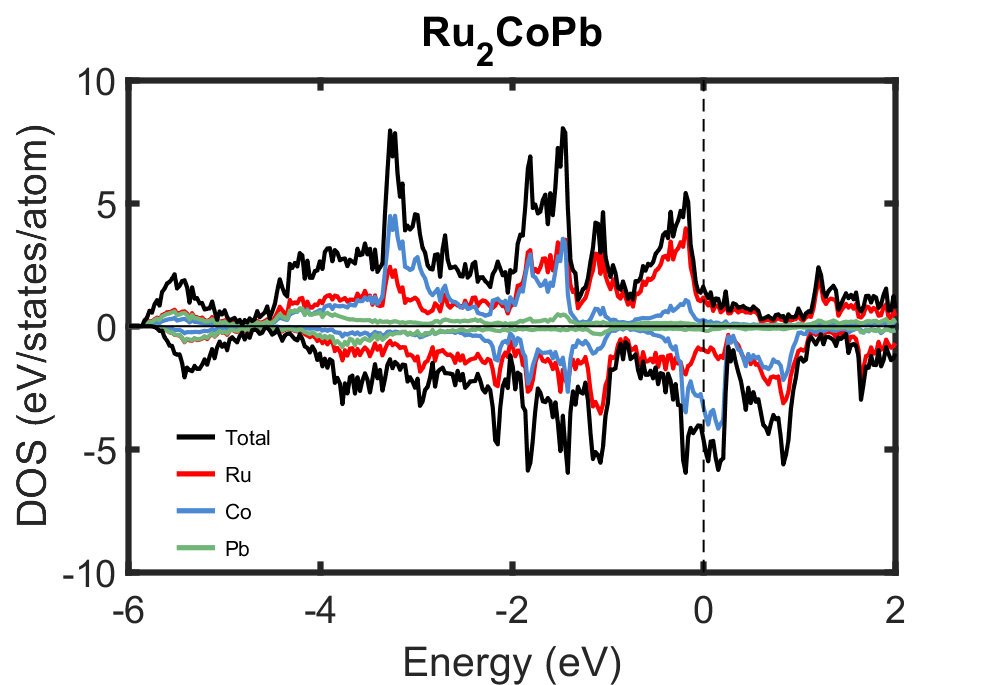 Ru₂CoPb
10
5
0
-5
-10
DOS (eV/states/atom)
Total
Ru
Co
Pb
-6 -4 -2 0 2
Energy (eV)